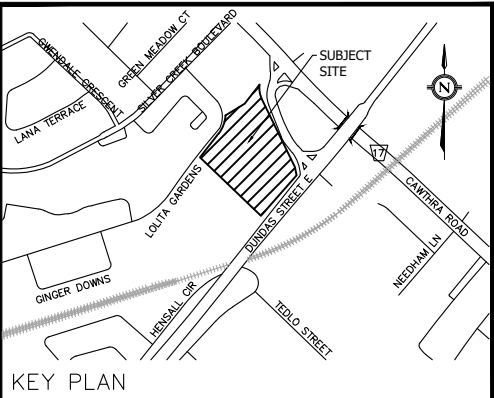 GWENDALE CRESCENT
GREEN MEADOW CT
SILVER CREEK BOULEVARD
LANA TERRACE
SUBJECT
SITE
N
17
CAWTHRA ROAD
LOLITA GARDENS
DUNDAS STREET E
NEEDHAM LN
GINGER DOWNS
HENSALL CIR
TEDLO STREET
KEY PLAN